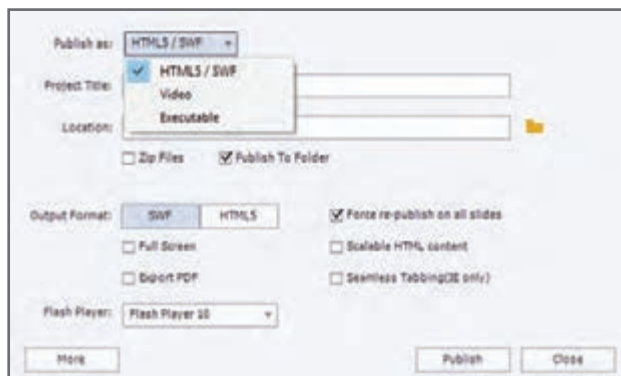 Publish as: HTML5 / SWF
HTML5 / SWF
Project Title:
Video
Executable
Location:
Zip Files Publish To Folder
Output Format: SWF HTML5 Force re-publish on all slides
Full Screen Scalable HTML content
Export PDF Seamless Tabbing(IE only)
Flash Player: Flash Player 10
More Publish Close